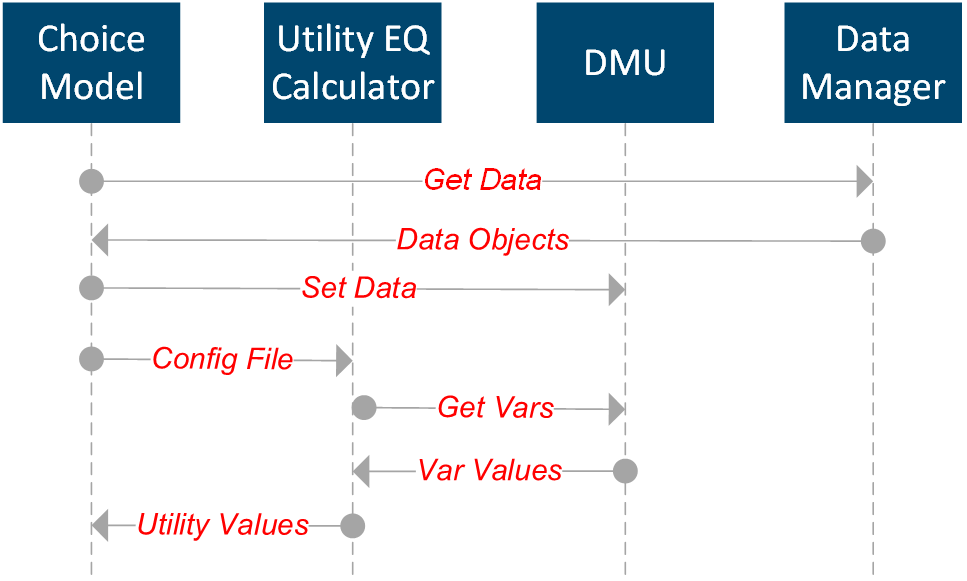 Choice
Model
Utility EQ
Calculator
DMU
Data
Manager
Get Data
Data Objects
Set Data
Config File
Get Vars
Var Values
Utility Values